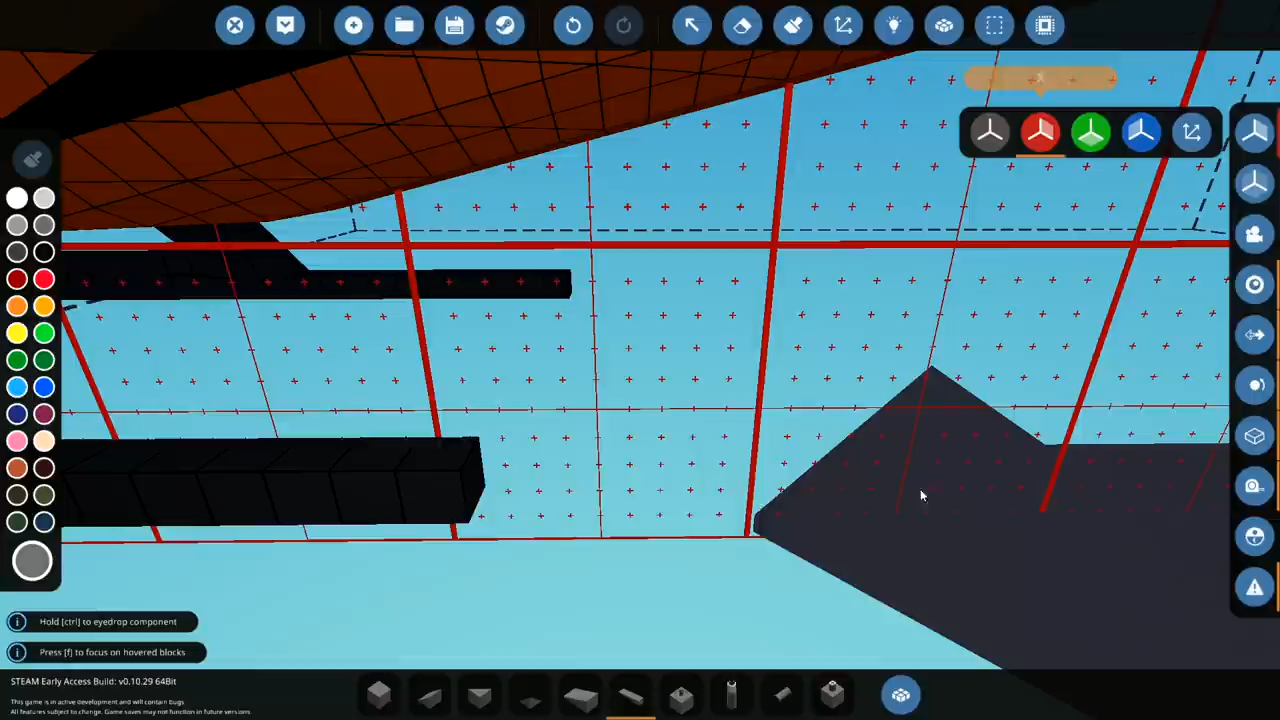 X
Hold [ctrl] to eyedrop component
Press [f] to focus on hovered blocks
STEAM Early Access Build: v0.10.29 64Bit
This game is in active development and will contain bugs
All features subject to change. Game saves may not function in future versions